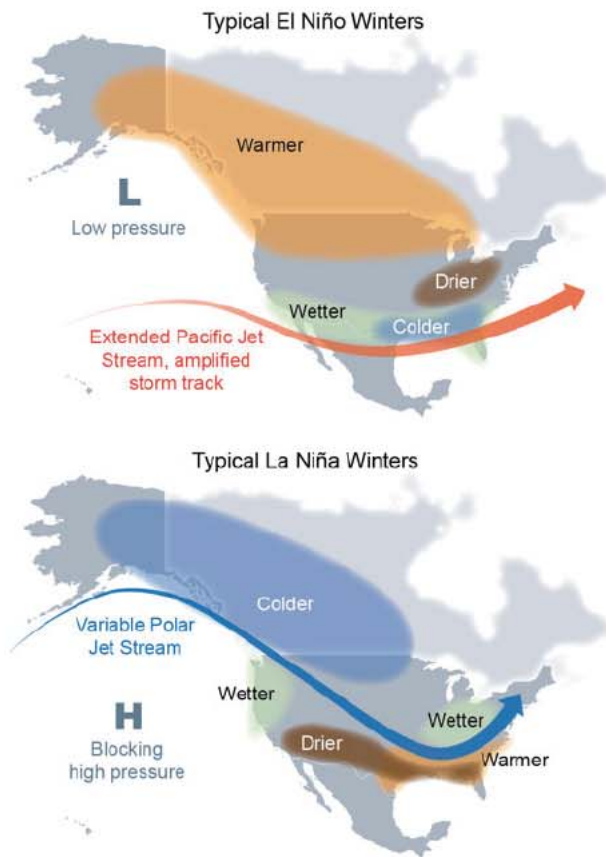 Typical El Niño Winters
Warmer
L
Low pressure
Drier
Wetter
Colder
Extended Pacific Jet
Stream, amplified
storm track
Typical La Niña Winters
Colder
Variable Polar
Jet Stream
Wetter
Wetter
H
Drier
Blocking
high pressure
Warmer